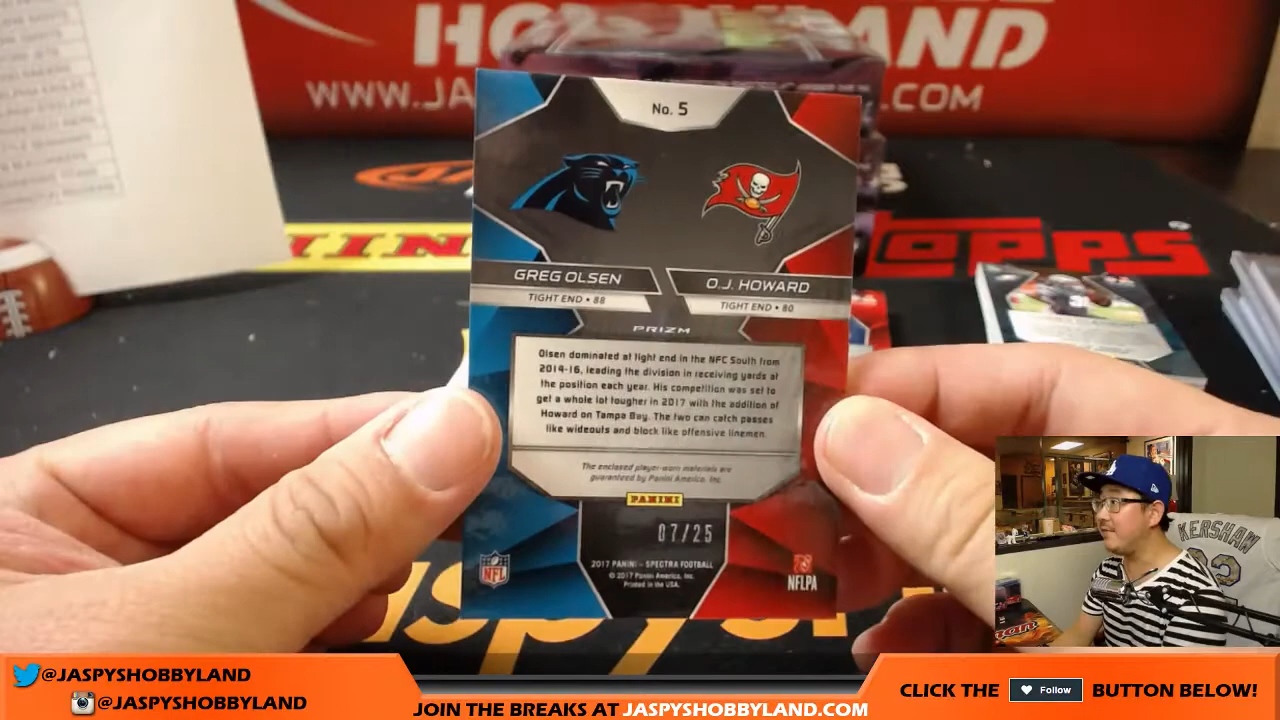 HOBBYLAND
WWW.JA
.COM
TOPPS
No. 5
GREG OLSEN
O.J. HOWARD
TIGHT END • 88
TIGHT END • 80
PRIZM
Olsen dominated at tight end in the NFC South from
2014-16, leading the division in receiving yards at
the position each year. His competition was set to
get a whole lot tougher in 2017 with the addition of
Howard on Tampa Bay. The two can catch passes
like wideouts and block like offensive linemen.
The enclosed player-worn materials are
guaranteed by Panini America, Inc.
PANINI
07/25
2017 PANINI - SPECTRA FOOTBALL
© 2017 Panini America, Inc.
Printed in the USA.
NFL
NFLPA
KERSHAW
@JASPYSHOBBYLAND
@JASPYSHOBBYLAND
JOIN THE BREAKS AT JASPYSHOBBYLAND.COM
CLICK THE Follow BUTTON BELOW!